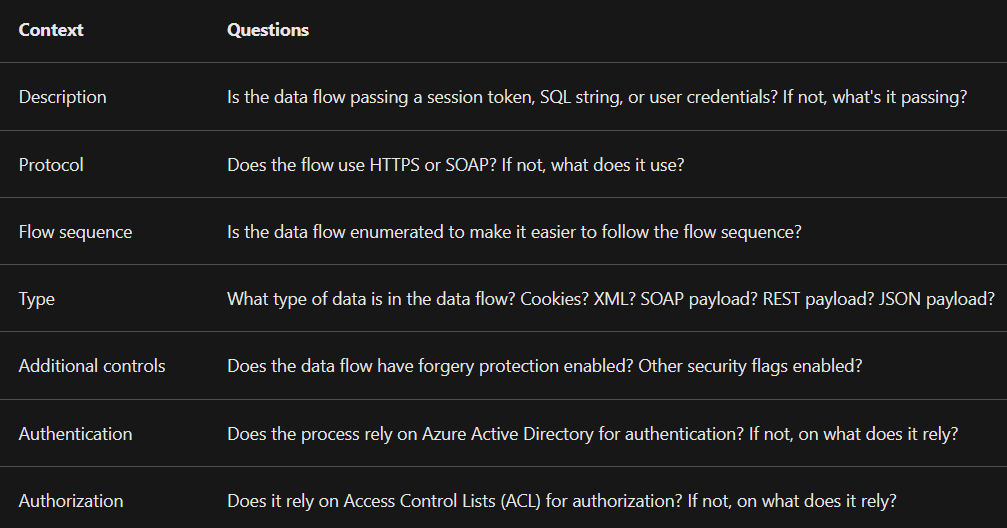 Context Questions
Description Is the data flow passing a session token, SQL string, or user credentials? If not, what's it passing?
Protocol Does the flow use HTTPS or SOAP? If not, what does it use?
Flow sequence Is the data flow enumerated to make it easier to follow the flow sequence?
Type What type of data is in the data flow? Cookies? XML? SOAP payload? REST payload? JSON payload?
Additional controls Does the data flow have forgery protection enabled? Other security flags enabled?
Authentication Does the process rely on Azure Active Directory for authentication? If not, on what does it rely?
Authorization Does it rely on Access Control Lists (ACL) for authorization? If not, on what does it rely?